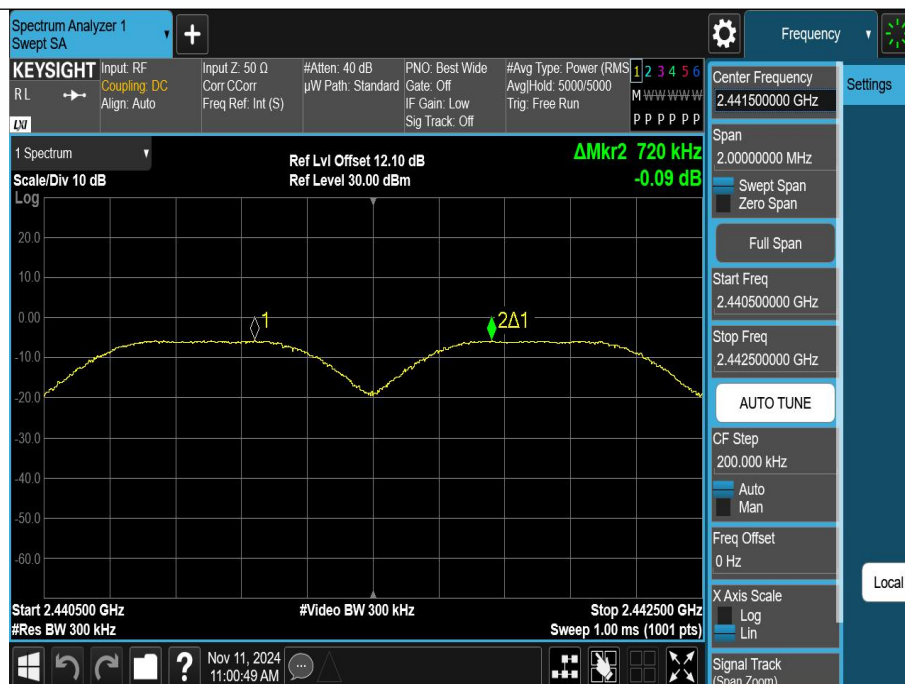 Spectrum Analyzer 1
Swept SA
Frequency
KEYSIGHT
RL
LXI
Input: RF
Coupling: DC
Align: Auto
Input Z: 50 Ω
Corr CCorr
Freq Ref: Int (S)
#Atten: 40 dB
µW Path: Standard
PNO: Best Wide
Gate: Off
IF Gain: Low
Sig Track: Off
#Avg Type: Power (RMS
Avg|Hold: 5000/5000
Trig: Free Run
1 2 3 4 5 6
M W W W W W
P P P P P P
1 Spectrum
Scale/Div 10 dB
Log
Ref Lvl Offset 12.10 dB
Ref Level 30.00 dBm
ΔMkr2 720 kHz
-0.09 dB
20.0
10.0
0.00
-10.0
-20.0
-30.0
-40.0
-50.0
-60.0
1
2Δ1
Start 2.440500 GHz
#Res BW 300 kHz
#Video BW 300 kHz
Stop 2.442500 GHz
Sweep 1.00 ms (1001 pts)
?
Nov 11, 2024
11:00:49 AM
Center Frequency
2.441500000 GHz
Settings
Span
2.00000000 MHz
Swept Span
Zero Span
Full Span
Start Freq
2.440500000 GHz
Stop Freq
2.442500000 GHz
AUTO TUNE
CF Step
200.000 kHz
Auto
Man
Freq Offset
0 Hz
Local
X Axis Scale
Log
Lin
Signal Track
(Span Zoom)